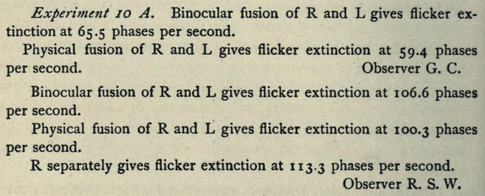 Experiment 10 A. Binocular fusion of R and L gives flicker ex-
tinction at 65.5 phases per second.
Physical fusion of R and L gives flicker extinction at 59.4 phases
per second. Observer G. C.
Binocular fusion of R and L gives flicker extinction at 106.6 phases
per second.
Physical fusion of R and L gives flicker extinction at 100.3 phases
per second.
R separately gives flicker extinction at 113.3 phases per second.
Observer R. S. W.